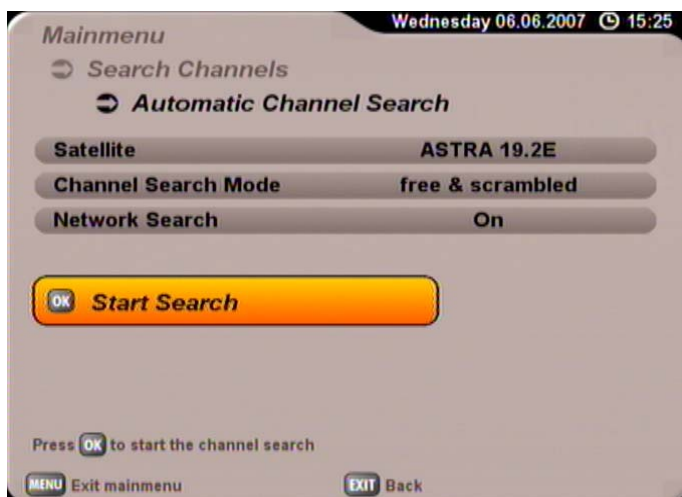 Wednesday 06.06.2007 15:25
Mainmenu
Search Channels
Automatic Channel Search
Satellite ASTRA 19.2E
Channel Search Mode free & scrambled
Network Search On
OK Start Search
Press OK to start the channel search
MENU Exit mainmenu EXIT Back